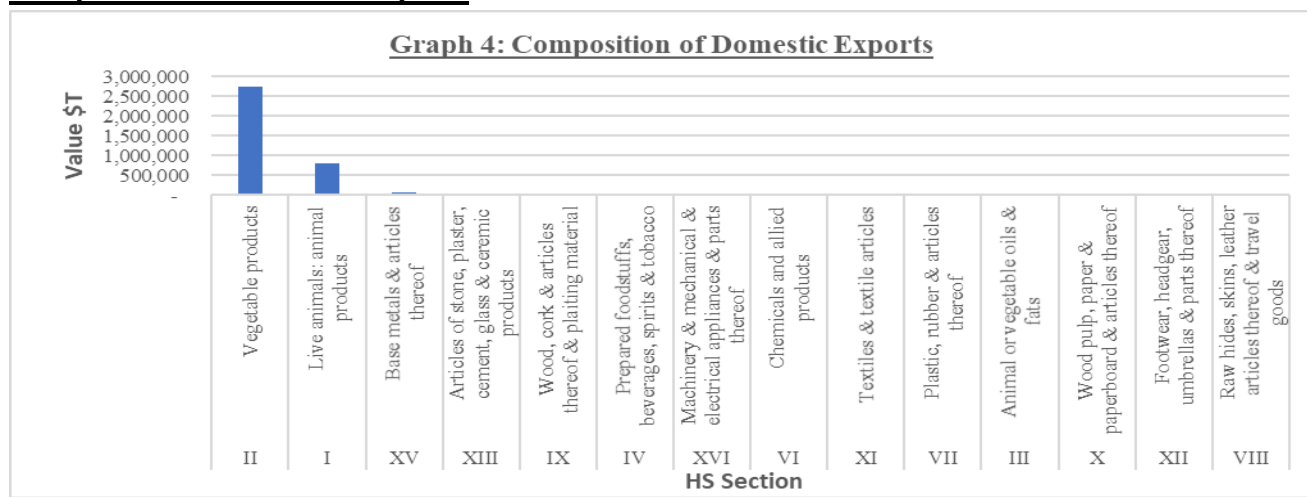 Graph 4: Composition of Domestic Exports
Value $T
3,000,000
2,500,000
2,000,000
1,500,000
1,000,000
500,000
-
Vegetable products
Live animals: animal
products
Base metals & articles
thereof
Articles of stone, plaster,
cement, glass & ceremic
products
Wood, cork & articles
thereof & plaiting material
Prepared foodstuffs,
beverages, spirits & tobacco
Machinery & mechanical &
electrical appliances & parts
thereof
Chemicals and allied
products
Textiles & textile articles
Plastic, rubber & articles
thereof
Animal or vegetable oils &
fats
Wood pulp, paper &
paperboard & articles thereof
Footwear, headgear,
umbrellas & parts thereof
Raw hides, skins, leather
articles thereof & travel
goods
II I XV XIII IX IV XVI VI XI VII III X XII VIII
HS Section